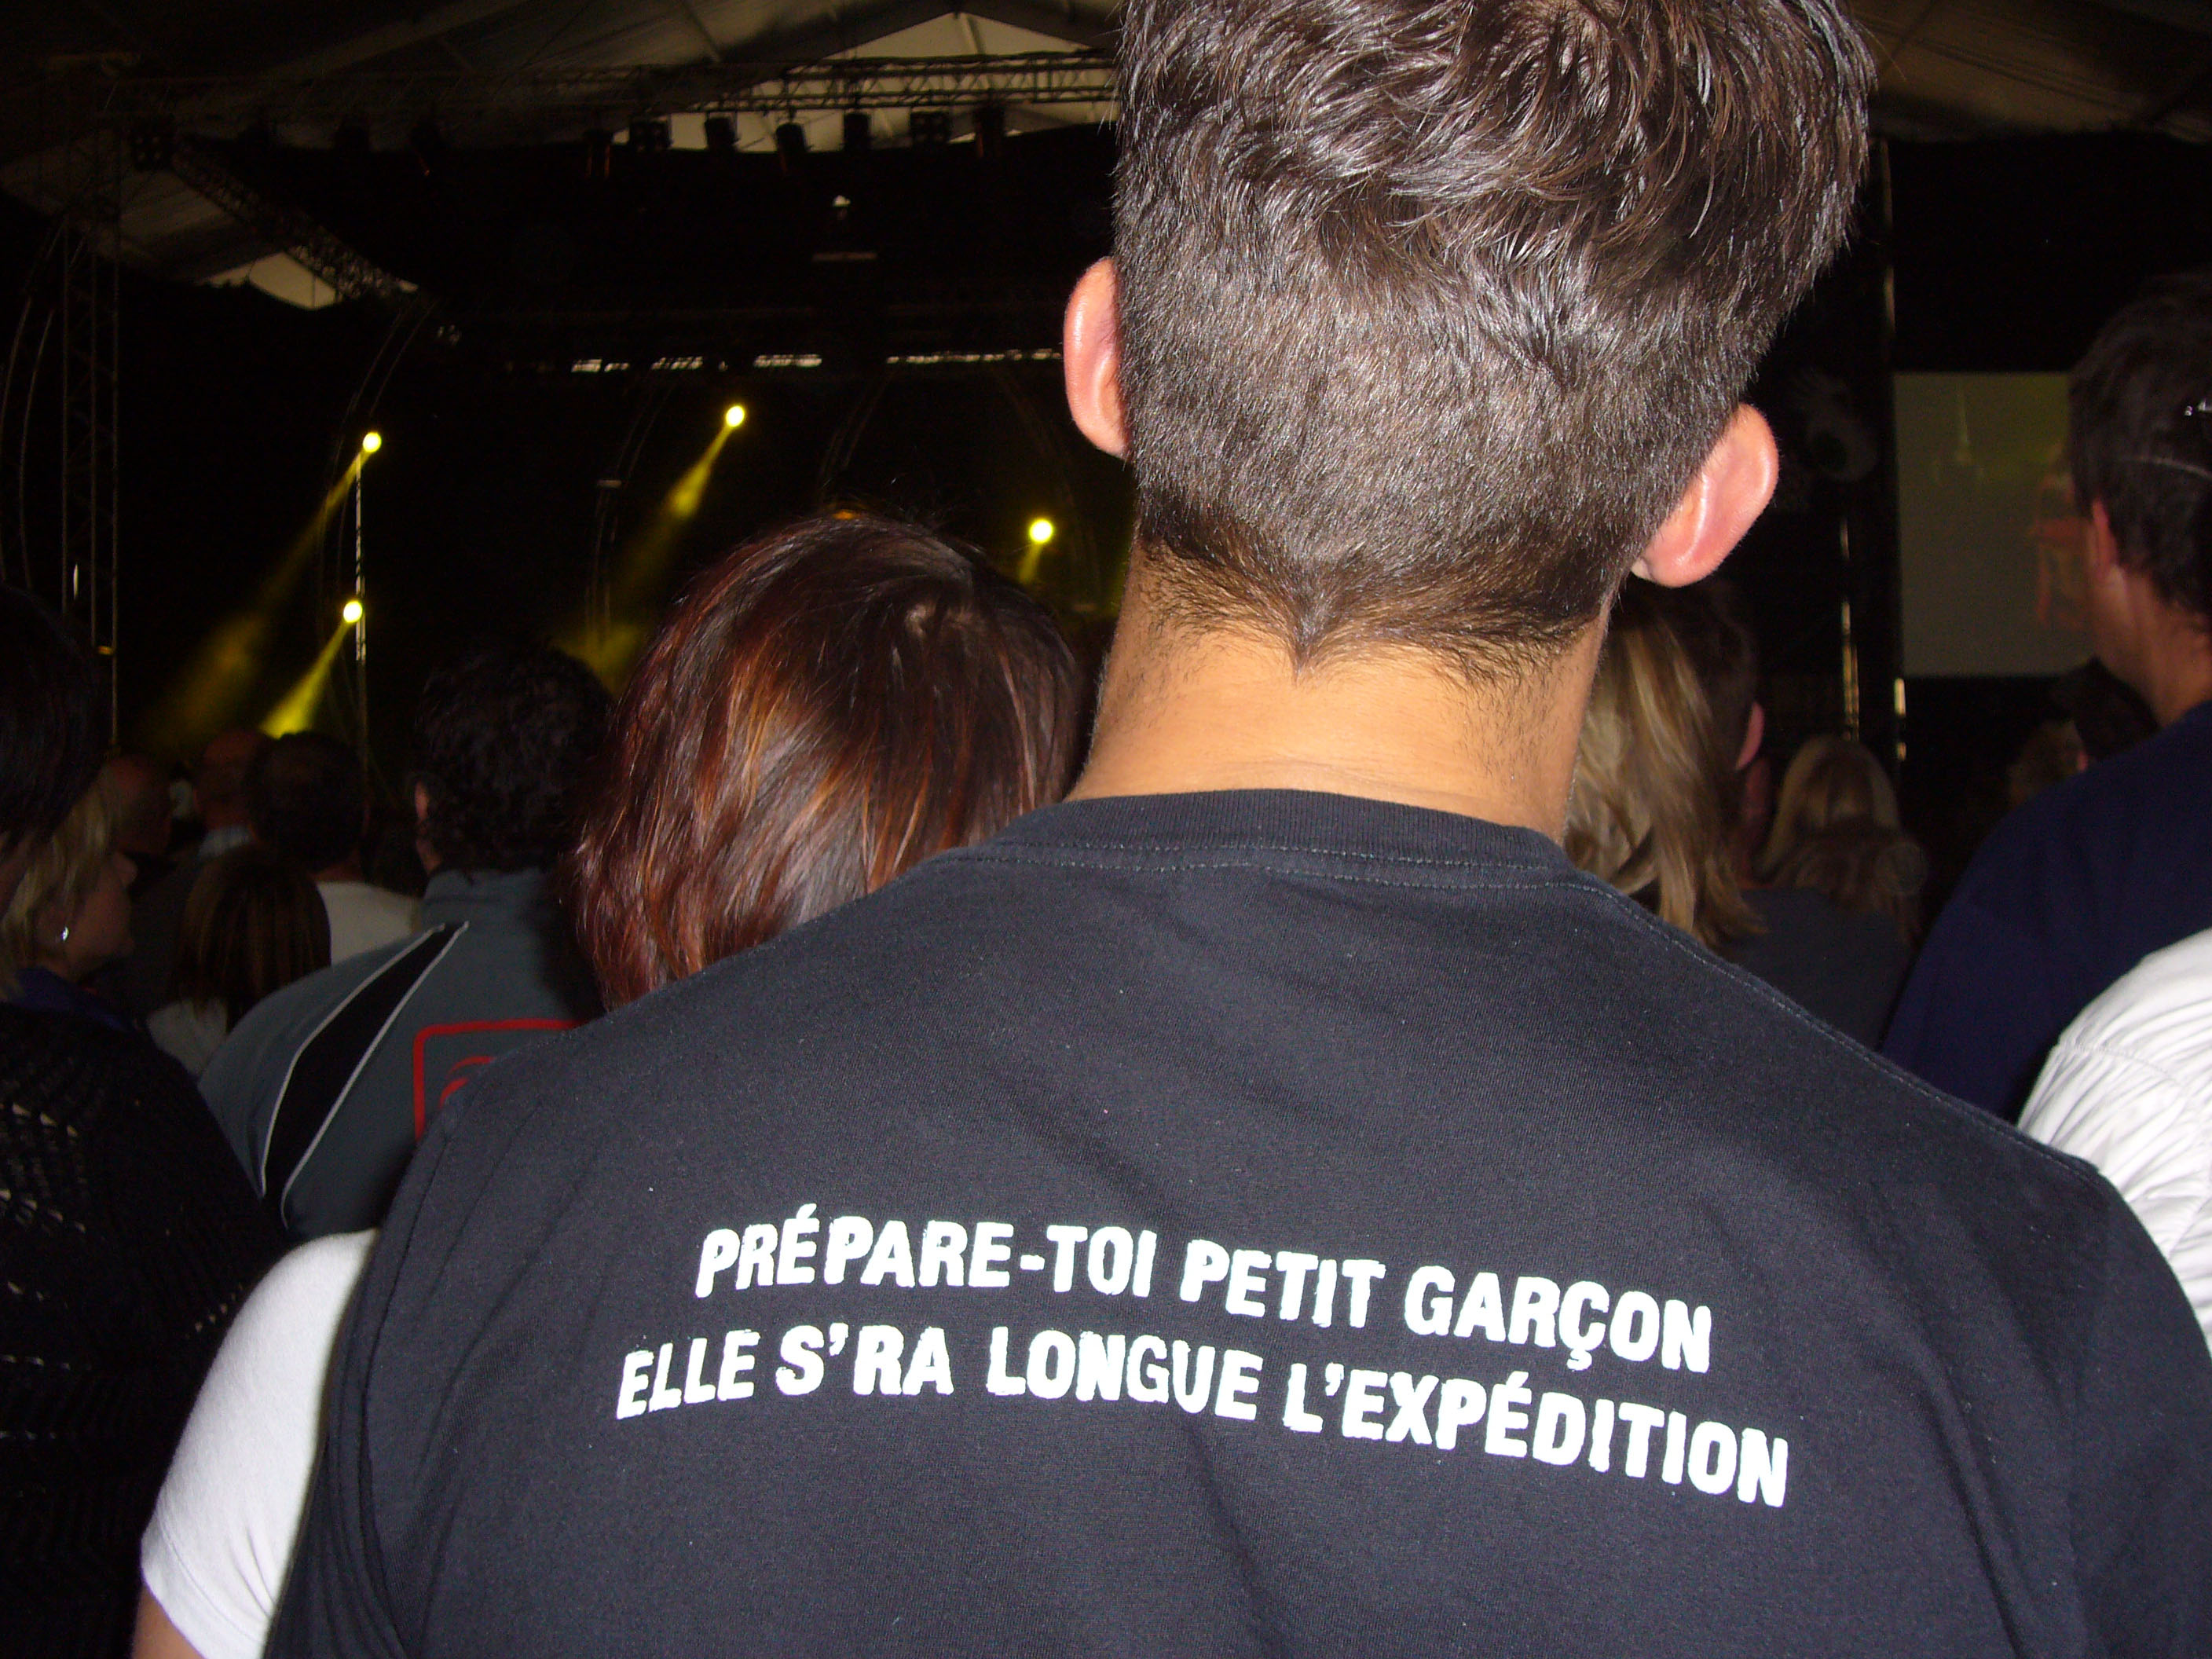 PRÉPARE-TOI PETIT GARÇON
ELLE S'RA LONGUE L'EXPÉDITION